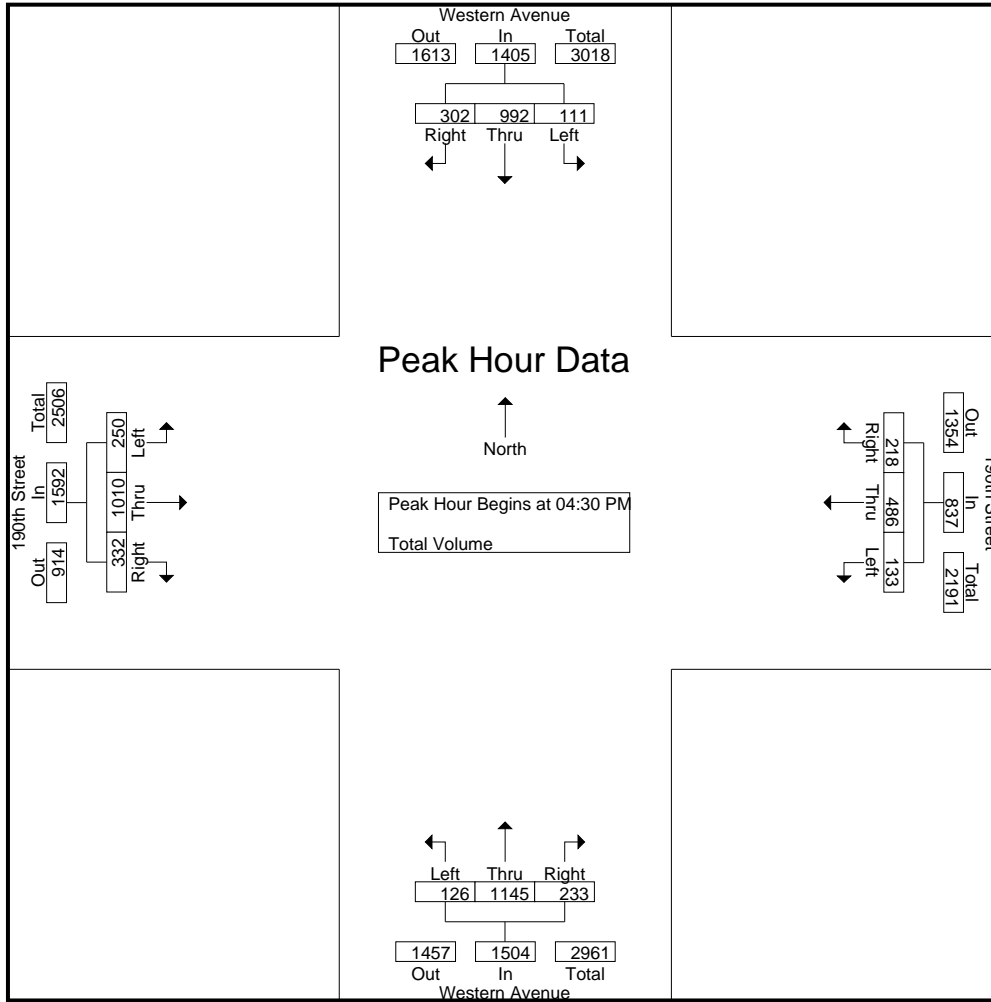 Western Avenue
Out In Total
1613 1405 3018
302 992 111
Right Thru Left
Peak Hour Data
North
Peak Hour Begins at 04:30 PM
Total Volume
190th Street
Out In Total
914 1592 2506
Right Thru Left
332 1010 250
190th Street
Out In Total
1354 837 2191
Right Thru Left
218 486 133
Left Thru Right
126 1145 233
1457 1504 2961
Out In Total
Western Avenue